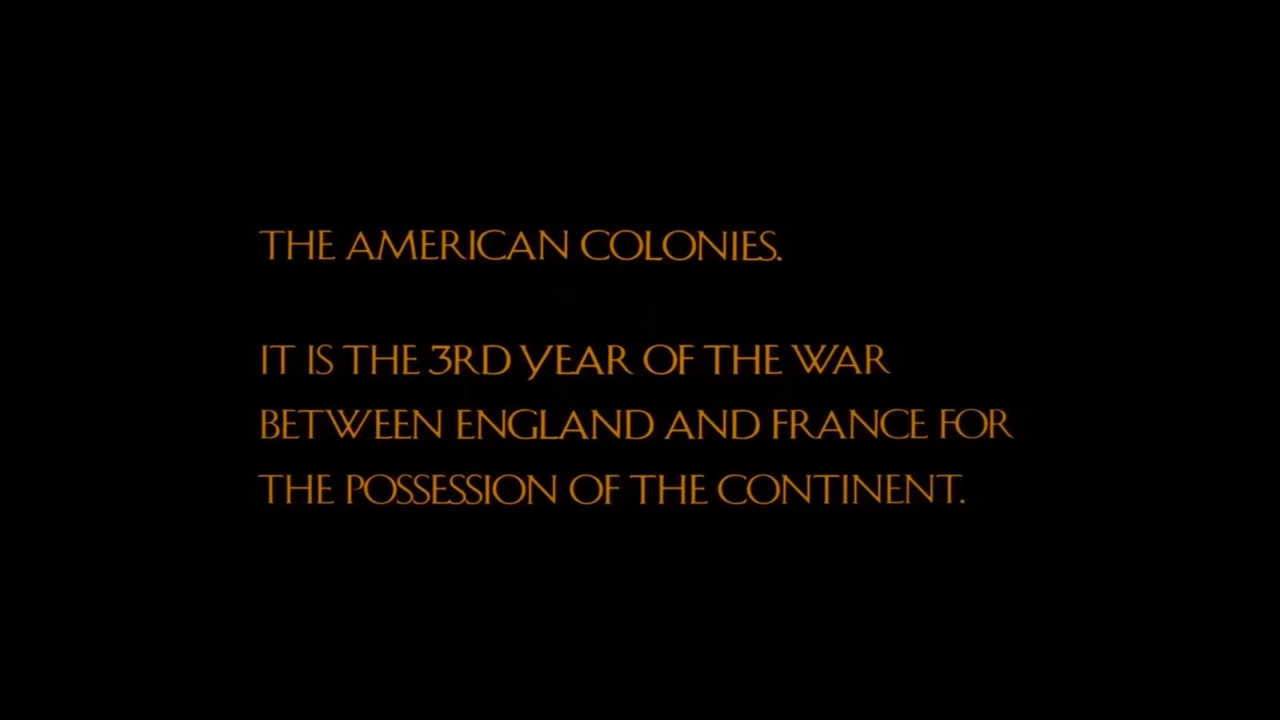 THE AMERICAN COLONIES.
IT IS THE 3RD YEAR OF THE WAR
BETWEEN ENGLAND AND FRANCE FOR
THE POSSESSION OF THE CONTINENT.